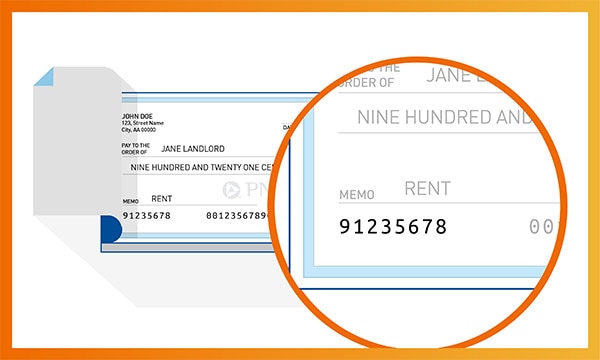 JOHN DOE
123, Street Name
City, AA 00000
DA
PAY TO THE
ORDER OF JANE LANDLORD
NINE HUNDRED AND TWENTY ONE CE
PN
MEMO RENT
91235678 0012356789
THE
ORDER OF JANE L
NINE HUNDRED AND
MEMO RENT
91235678 00